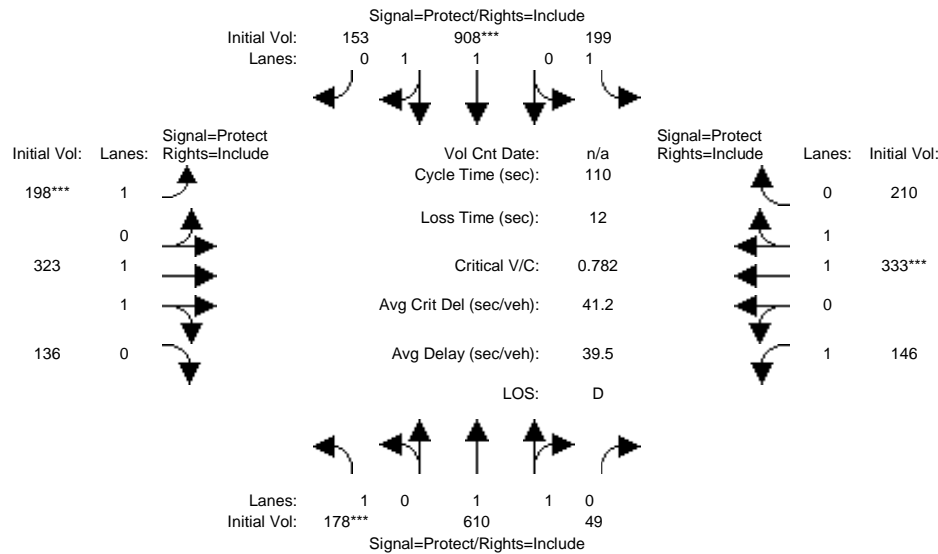 Signal=Protect/Rights=Include
Initial Vol: 153 908*** 199
Lanes: 0 1 1 0 1
Signal=Protect
Initial Vol: Lanes: Rights=Include
Vol Cnt Date: n/a
Signal=Protect
Rights=Include Lanes: Initial Vol:
Cycle Time (sec): 110
198*** 1
0 210
Loss Time (sec): 12
0
1
323 1
Critical V/C: 0.782
1 333***
1
Avg Crit Del (sec/veh): 41.2
0
136 0
Avg Delay (sec/veh): 39.5
1 146
LOS: D
Lanes: 1 0 1 1 0
Initial Vol: 178*** 610 49
Signal=Protect/Rights=Include